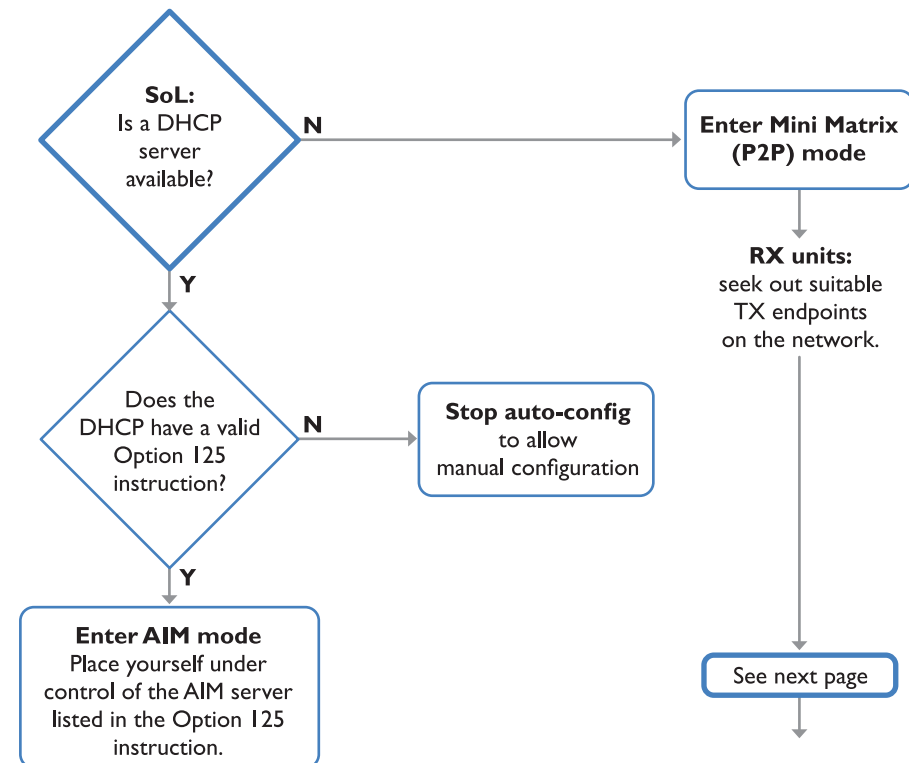 SoL:
Is a DHCP
server
available?
N
Enter Mini Matrix
(P2P) mode
Y
RX units:
seek out suitable
TX endpoints
on the network.
Does the
DHCP have a valid
Option 125
instruction?
N
Stop auto-config
to allow
manual configuration
Y
Enter AIM mode
Place yourself under
control of the AIM server
listed in the Option 125
instruction.
See next page